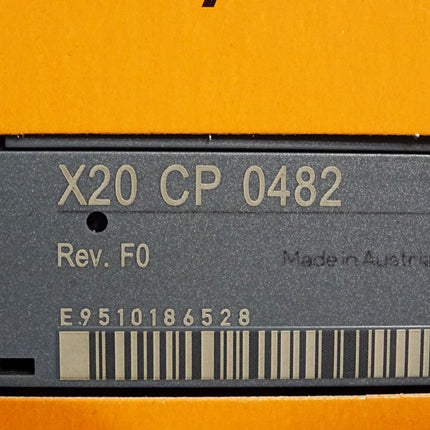 X20 CP 0482
Rev. F0
Made in Austria
E9510186528